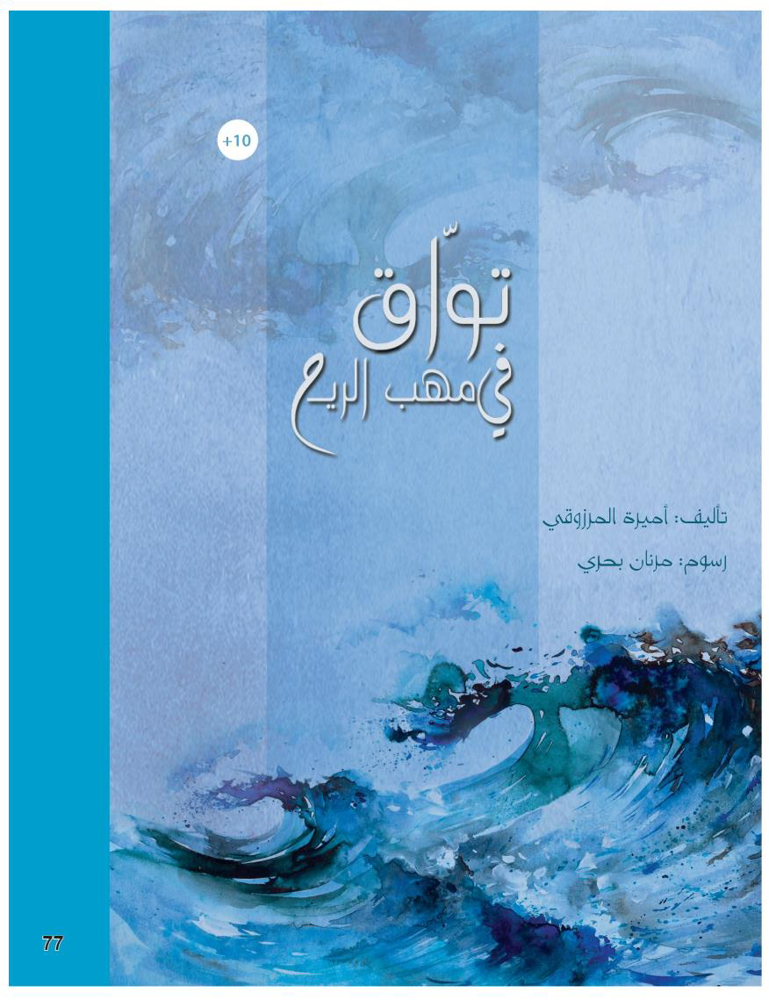 +10
توّاق
في مهب الريح
تأليف: أميرة المرزوقي
رسوم: مرنان بحري
77